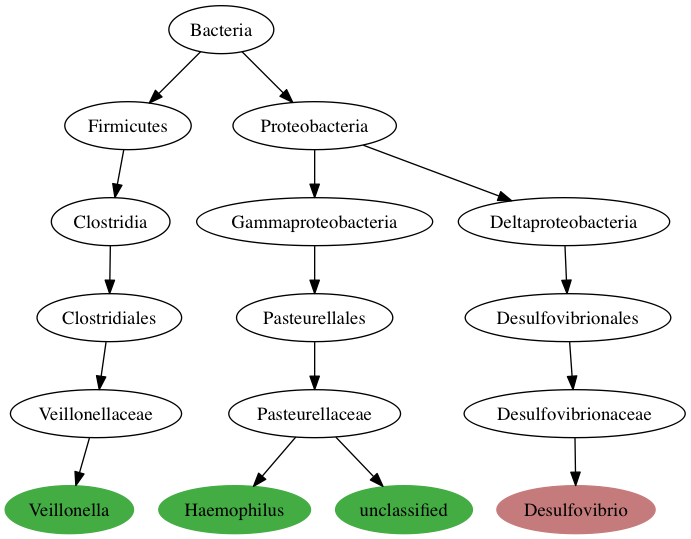 Bacteria
Firmicutes
Proteobacteria
Clostridia
Gammaproteobacteria
Deltaproteobacteria
Clostridiales
Pasteurellales
Desulfovibrionales
Veillonellaceae
Pasteurellaceae
Desulfovibrionaceae
Veillonella
Haemophilus
unclassified
Desulfovibrio